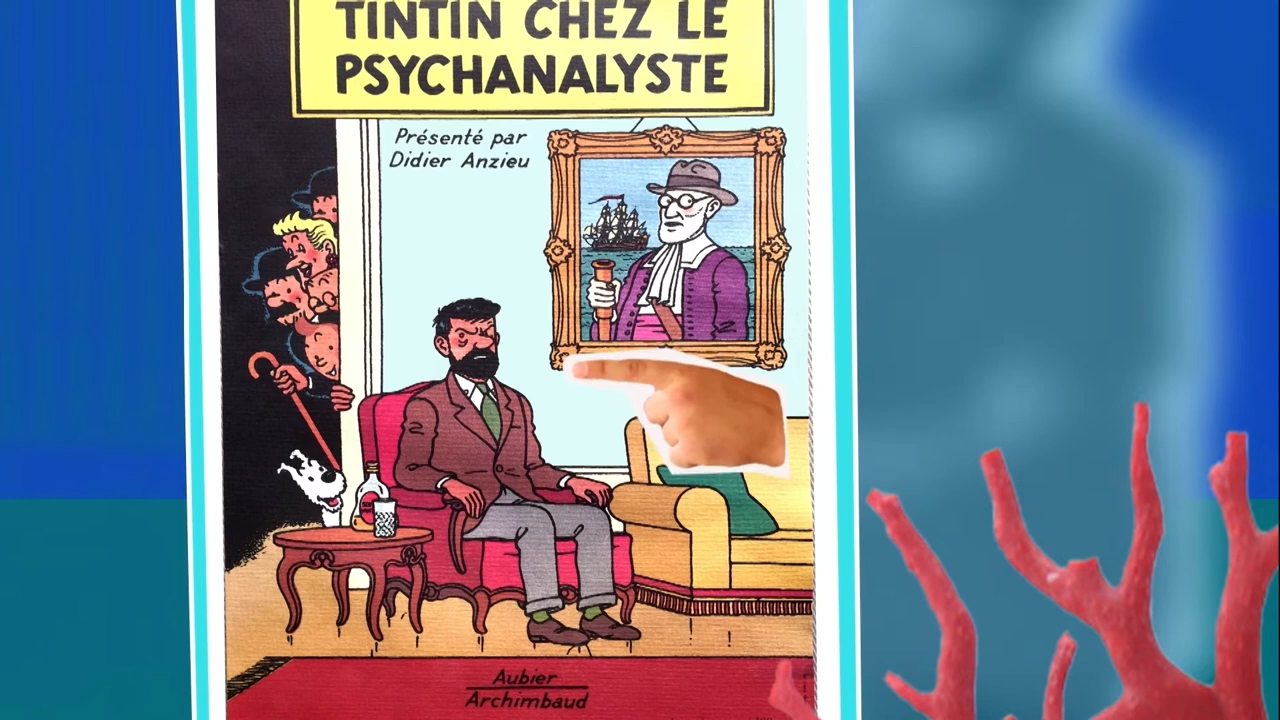 TINTIN CHEZ LE
PSYCHANALYSTE
Présenté par
Didier Anzieu
Aubier
Archimbaud